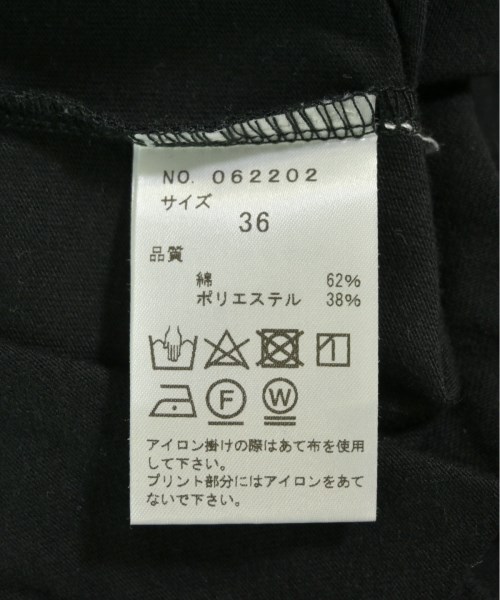 NO. 062202
サイズ
36
品質
綿 62%
ポリエステル 38%
F W
アイロン掛けの際はあて布を使用
して下さい。
プリント部分にはアイロンをあて
ないで下さい。